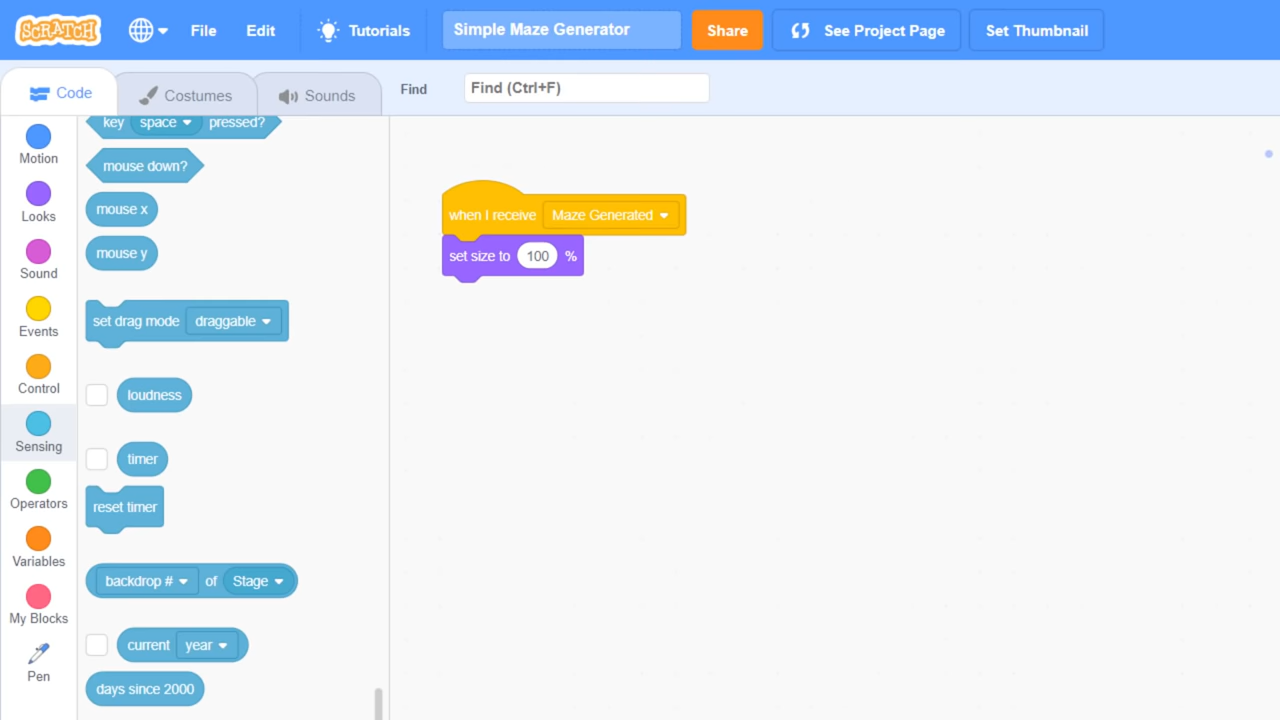 SCRATCH File Edit Tutorials Simple Maze Generator Share See Project Page Set Thumbnail
Code Costumes Sounds Find Find (Ctrl+F)
Motion
Looks
Sound
Events
Control
Sensing
Operators
Variables
My Blocks
Pen
key space pressed?
mouse down?
mouse x
mouse y
set drag mode draggable
loudness
timer
reset timer
backdrop # of Stage
current year
days since 2000
when I receive Maze Generated
set size to 100 %